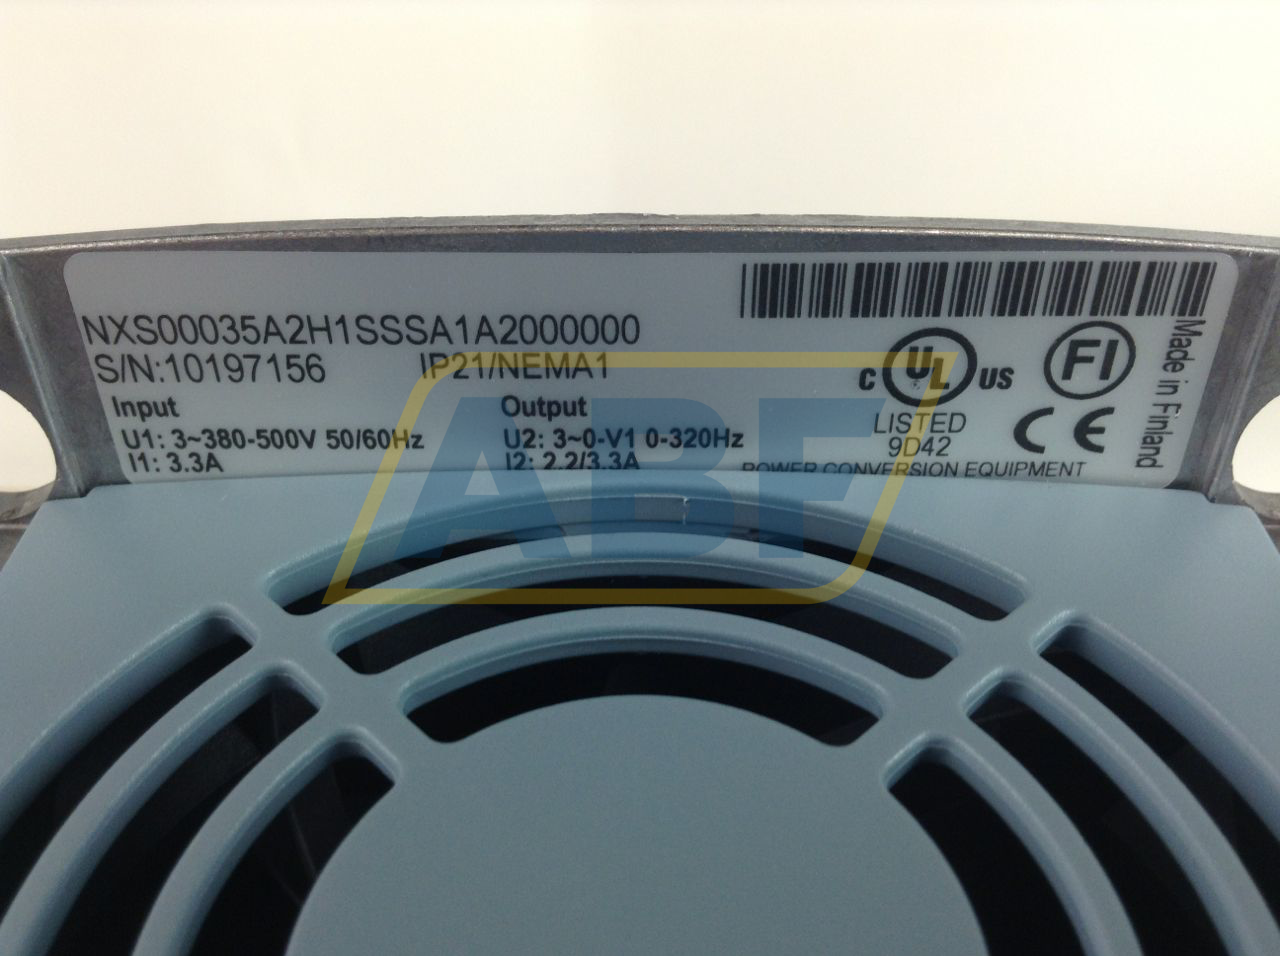 NXS00035A2H1SSSA1A2000000
S/N:10197156 IP21/NEMA1
Input Output
U1: 3~380-500V 50/60Hz U2: 3~0-V1 0-320Hz
I1: 3.3A I2: 2.2/3.3A
C UL US
LISTED
9D42
POWER CONVERSION EQUIPMENT
FI
CE
Made in Finland
ABF